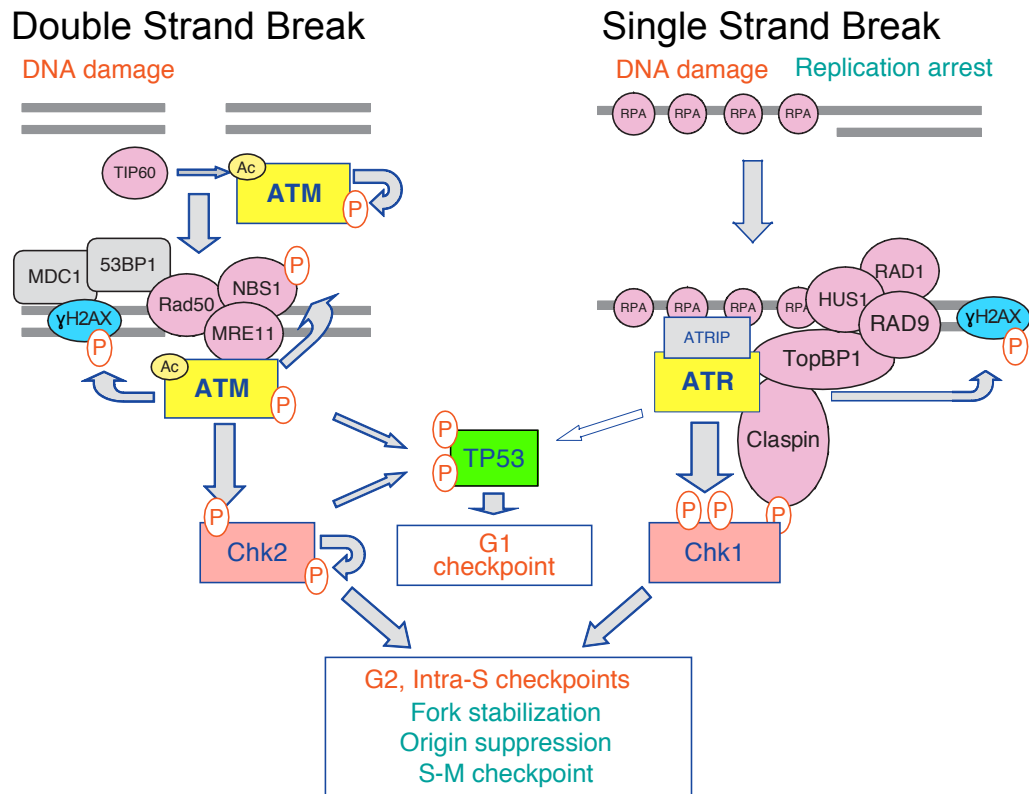 Double Strand Break
Single Strand Break
DNA damage
DNA damage
Replication arrest
RPA
RPA
RPA
RPA
TIP60
Ac
ATM
P
MDC1
53BP1
Rad50
NBS1
P
MRE11
γH2AX
P
Ac
ATM
P
RPA
RPA
RPA
RPA
HUS1
RAD1
RAD9
γH2AX
P
ATRIP
ATR
TopBP1
Claspin
P
P
TP53
P
Chk2
P
G1
checkpoint
P
P
P
Chk1
G2, Intra-S checkpoints
Fork stabilization
Origin suppression
S-M checkpoint